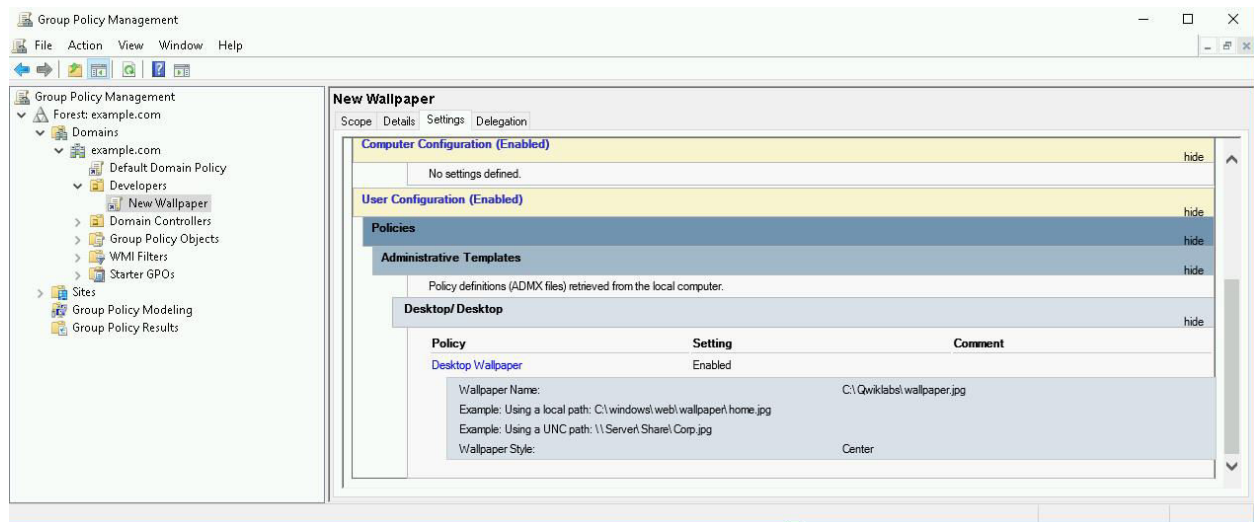 Group Policy Management
File Action View Window Help
Group Policy Management
Forest: example.com
Domains
example.com
Default Domain Policy
Developers
New Wallpaper
Domain Controllers
Group Policy Objects
WMI Filters
Starter GPOs
Sites
Group Policy Modeling
Group Policy Results
New Wallpaper
Scope Details Settings Delegation
Computer Configuration (Enabled)
hide
No settings defined.
User Configuration (Enabled)
hide
Policies
hide
Administrative Templates
hide
Policy definitions (ADMX files) retrieved from the local computer.
Desktop/Desktop
hide
Policy Setting Comment
Desktop Wallpaper Enabled
Wallpaper Name: C:\Qwiklabs\wallpaper.jpg
Example: Using a local path: C:\windows\web\wallpaper\home.jpg
Example: Using a UNC path: \\Server\Share\Corp.jpg
Wallpaper Style: Center